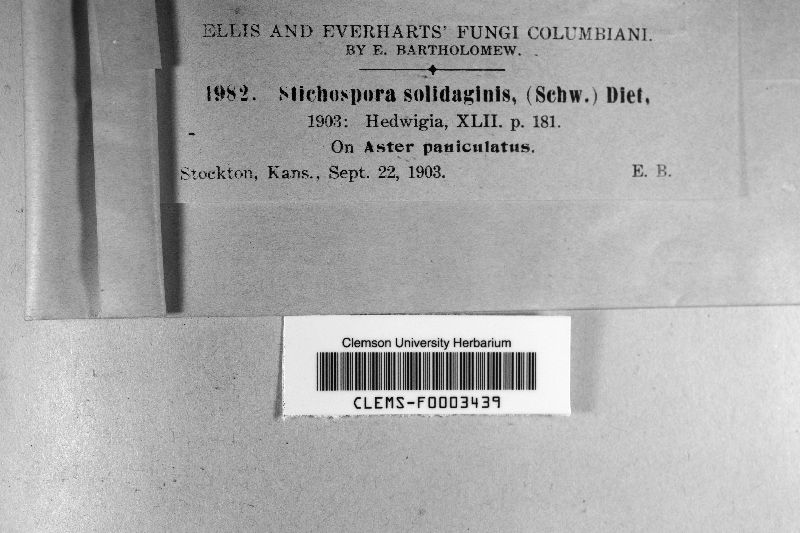 ELLIS AND EVERHARTS' FUNGI COLUMBIANI.
BY E. BARTHOLOMEW.
1982. Stichospora solidaginis, (Schw.) Diet,
1903: Hedwigia, XLII. p. 181.
On Aster paniculatus.
Stockton, Kans., Sept. 22, 1903. E. B.
Clemson University Herbarium
CLEMS-F0003439